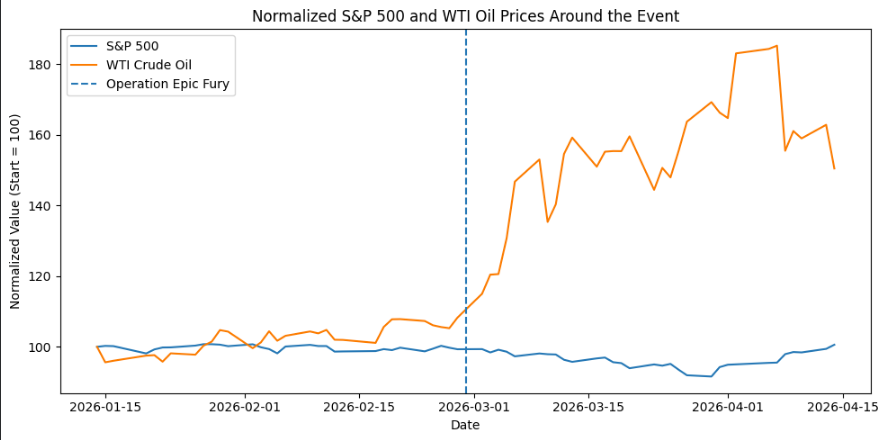 Normalized S&P 500 and WTI Oil Prices Around the Event
S&P 500
WTI Crude Oil
Operation Epic Fury
Normalized Value (Start = 100)
180
160
140
120
100
2026-01-15
2026-02-01
2026-02-15
2026-03-01
2026-03-15
2026-04-01
2026-04-15
Date